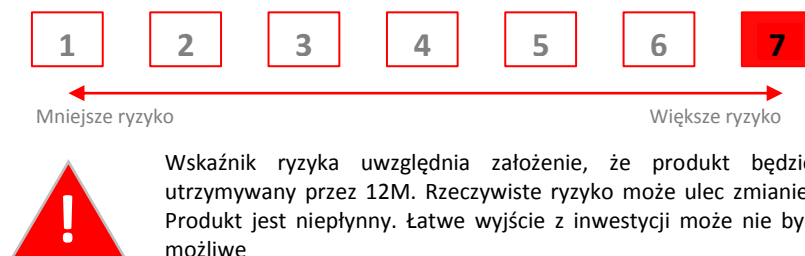 1 2 3 4 5 6 7
Mniejsze ryzyko Większe ryzyko
Wskaźnik ryzyka uwzględnia założenie, że produkt będzie
utrzymywany przez 12M. Rzeczywiste ryzyko może ulec zmianie
! Produkt jest niepłynny. Łatwe wyjście z inwestycji może nie by
możliwe